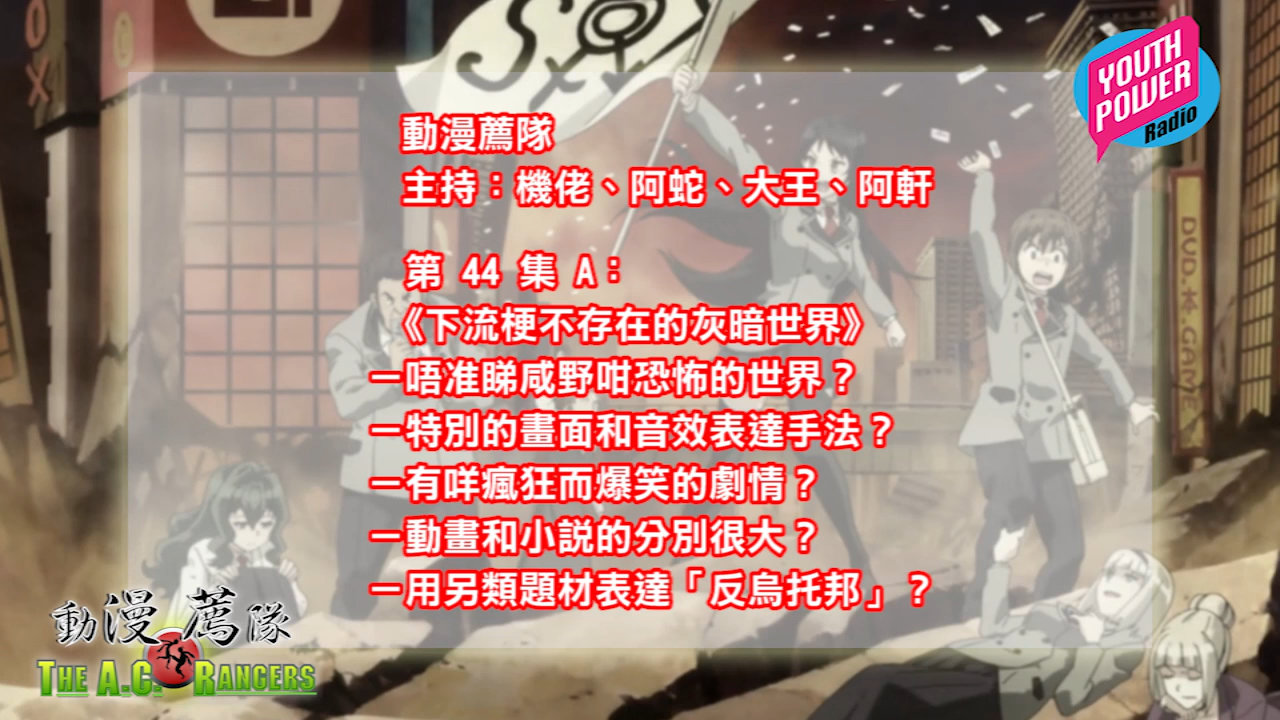 SOX
YOUTH
POWER
Radio
動漫薦隊
主持：機佬、阿蛇、大王、阿軒
第 44 集 A：
《下流梗不存在的灰暗世界》
－唔准睇咸野咁恐怖的世界？
－特別的畫面和音效表達手法？
－有咩瘋狂而爆笑的劇情？
－動畫和小説的分別很大？
－用另類題材表達「反烏托邦」？
動漫薦隊
THE A.C. RANGERS